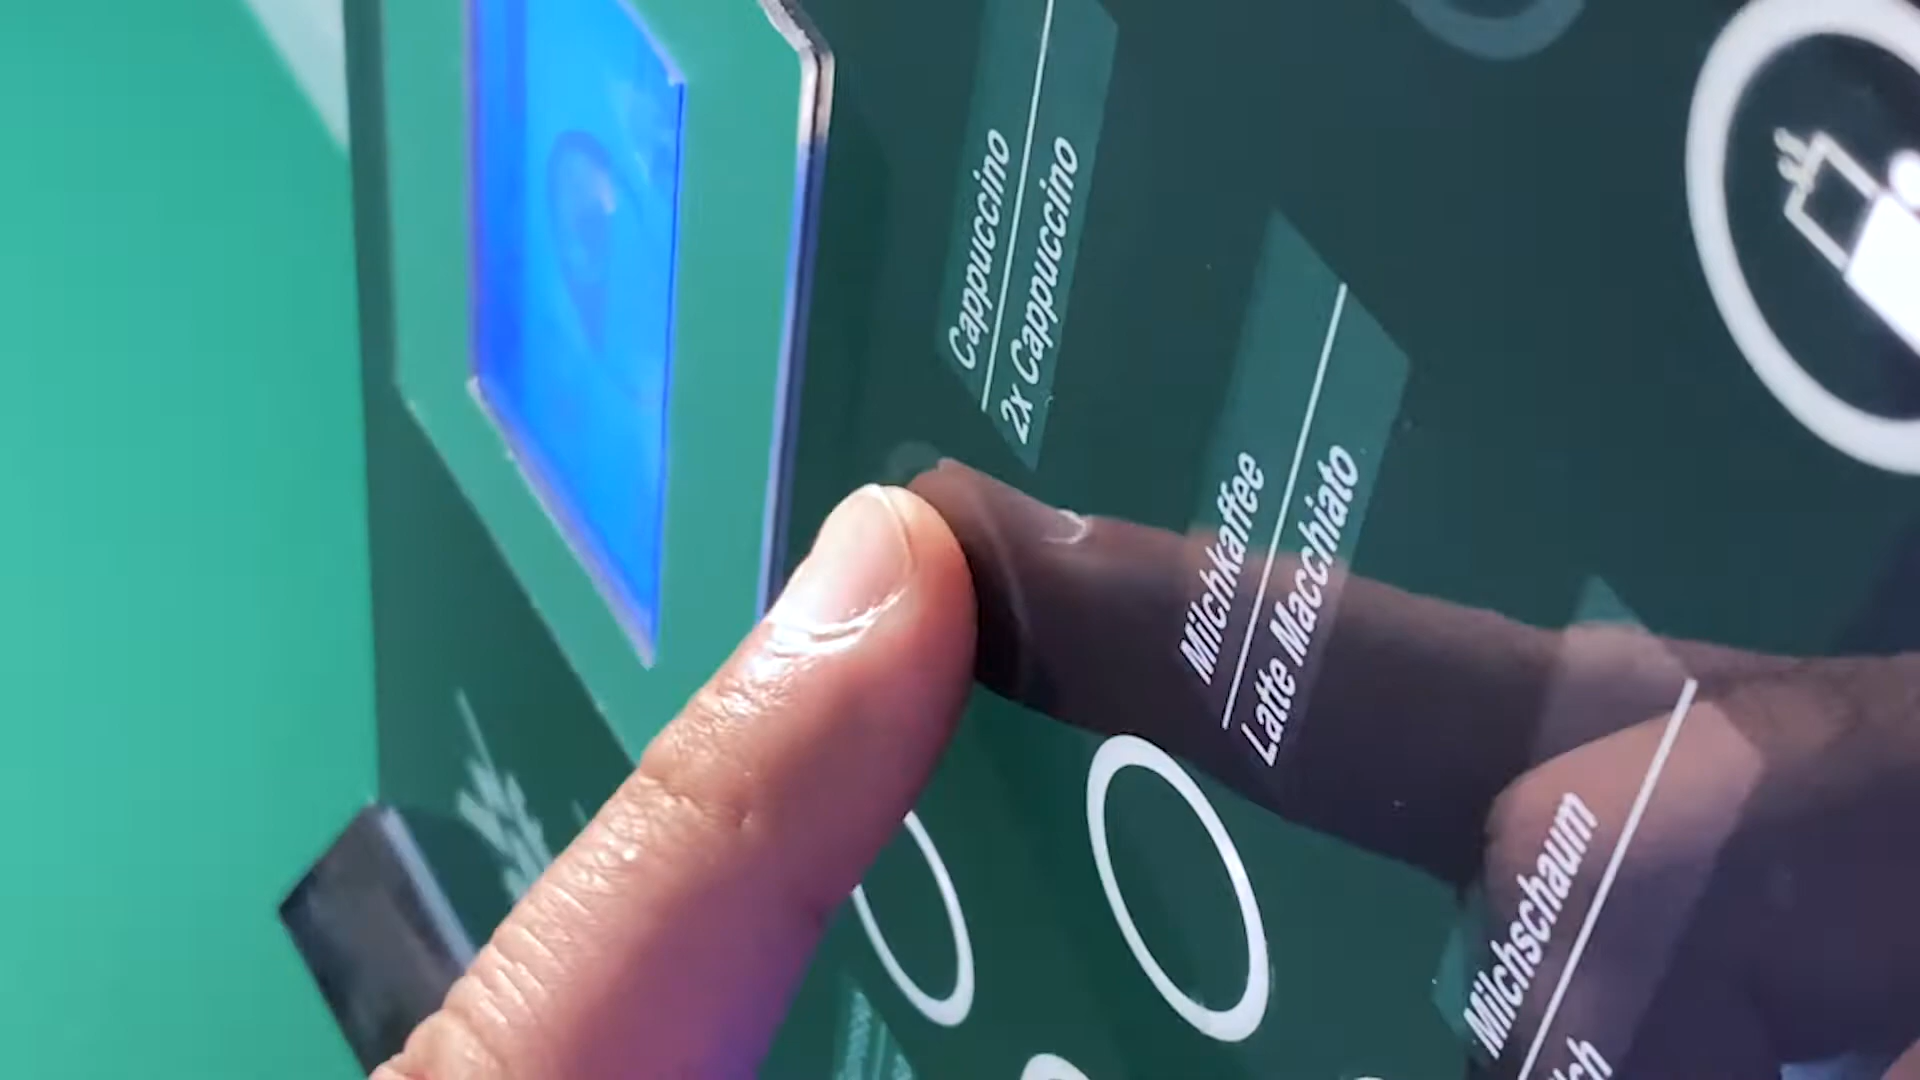 Cappuccino
2x Cappuccino
Milchkaffee
Latte Macchiato
Milchschaum